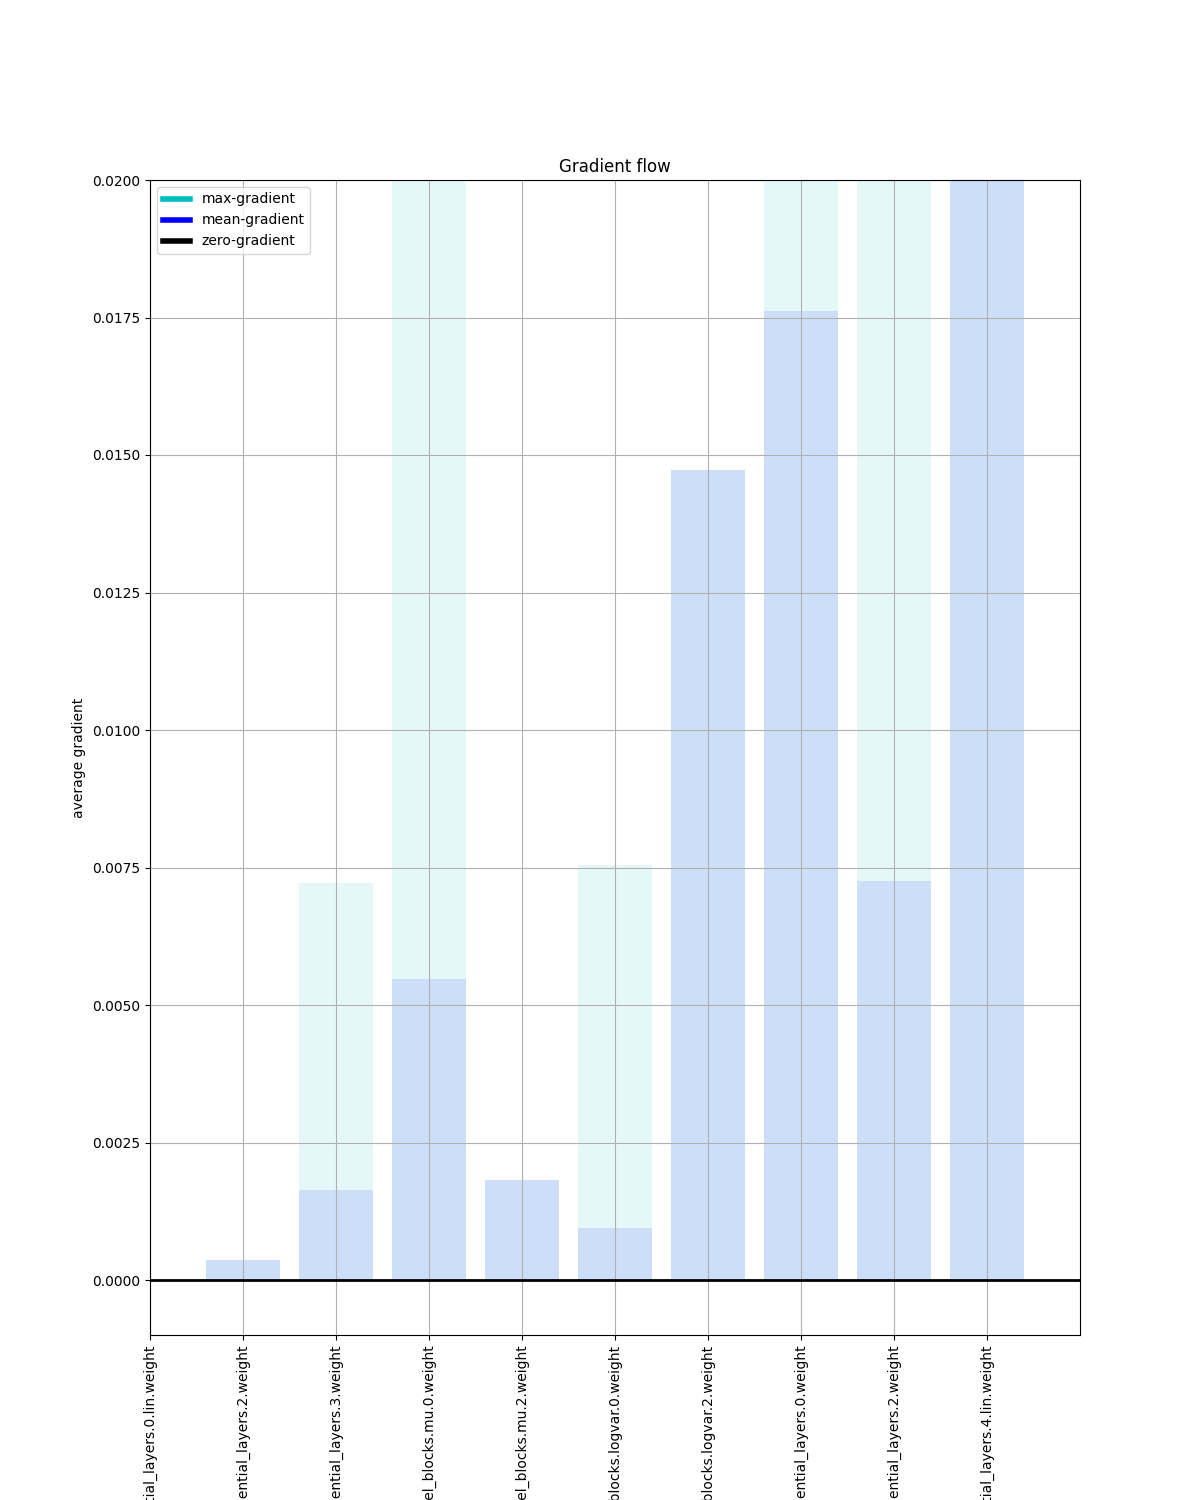 Gradient flow
max-gradient
mean-gradient
zero-gradient
0.0200
0.0175
0.0150
0.0125
0.0100
0.0075
0.0050
0.0025
0.0000
average gradient
tial_layers.0.lin.weight
ential_layers.2.weight
ential_layers.3.weight
el_blocks.mu.0.weight
el_blocks.mu.2.weight
blocks.logvar.0.weight
blocks.logvar.2.weight
ential_layers.0.weight
ential_layers.2.weight
tial_layers.4.lin.weight